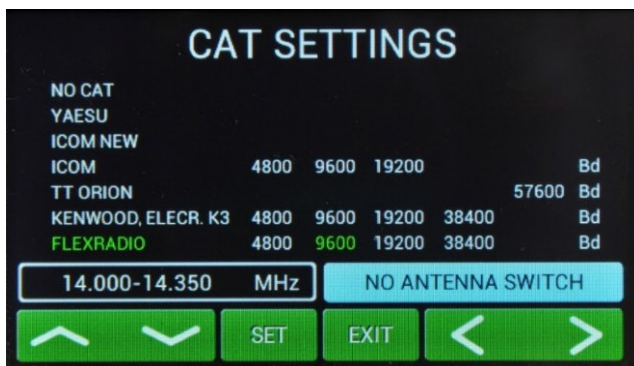 CAT SETTINGS
NO CAT
YAESU
ICOM NEW
ICOM 4800 9600 19200 Bd
TT ORION 57600 Bd
KENWOOD, ELECR. K3 4800 9600 19200 38400 Bd
FLEXRADIO 4800 9600 19200 38400 Bd
14.000-14.350 MHz NO ANTENNA SWITCH
SET EXIT